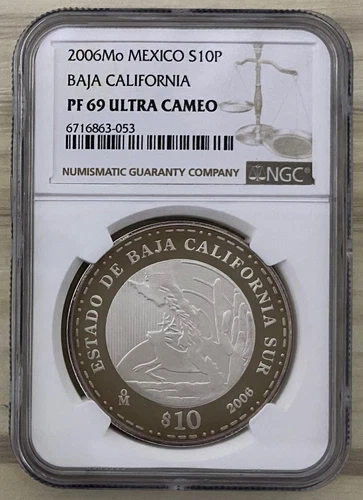 2006Mo MEXICO S10P
BAJA CALIFORNIA
PF 69 ULTRA CAMEO
6716863-053
NUMISMATIC GUARANTY COMPANY
NGC®
ESTADO DE BAJA CALIFORNIA SUR
Mo
$10
2006